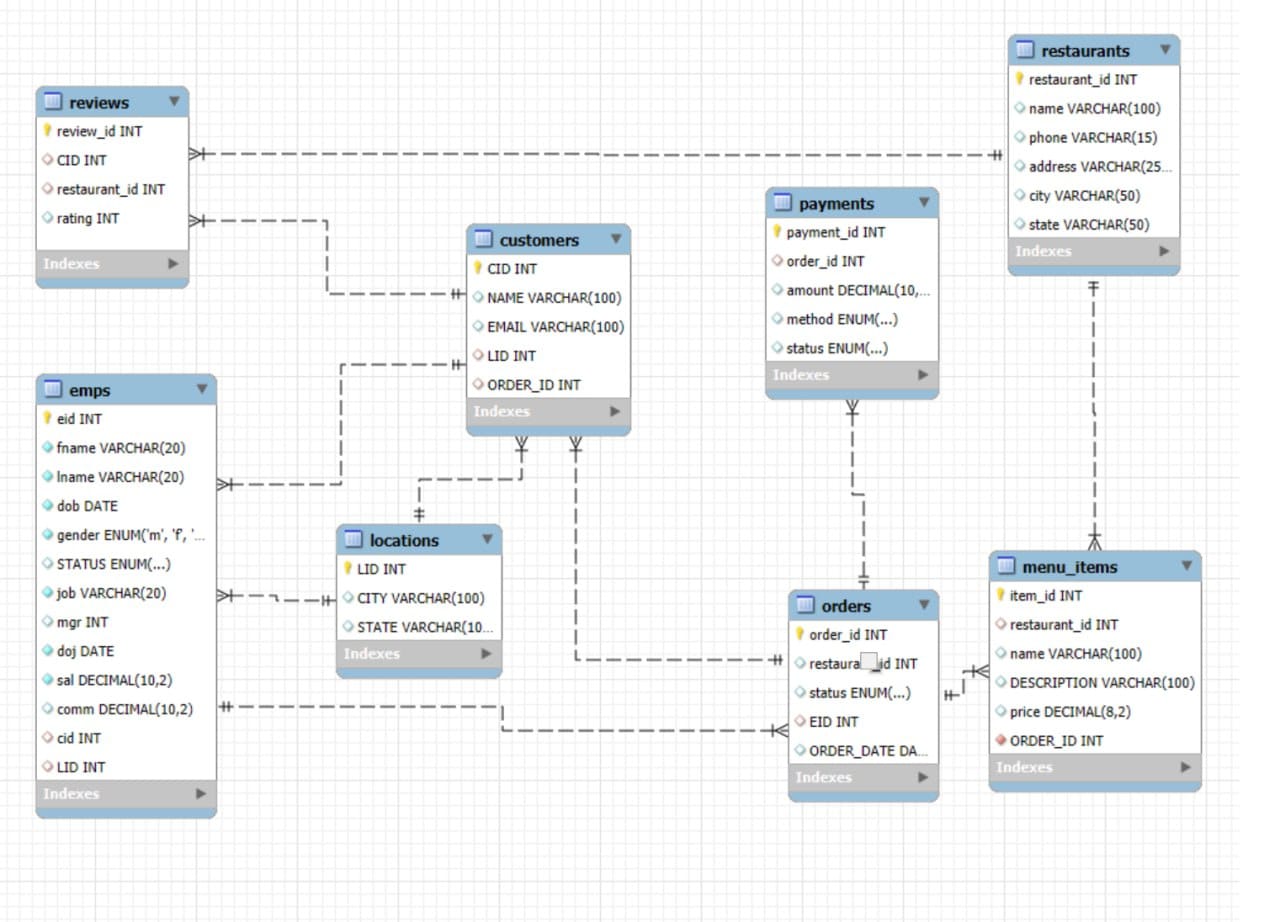 reviews
review_id INT
CID INT
restaurant_id INT
rating INT
Indexes
emps
eid INT
fname VARCHAR(20)
lname VARCHAR(20)
dob DATE
gender ENUM('m', 'f', '...
STATUS ENUM(...)
job VARCHAR(20)
mgr INT
doj DATE
sal DECIMAL(10,2)
comm DECIMAL(10,2)
cid INT
LID INT
Indexes
customers
CID INT
NAME VARCHAR(100)
EMAIL VARCHAR(100)
LID INT
ORDER_ID INT
Indexes
locations
LID INT
CITY VARCHAR(100)
STATE VARCHAR(10...
Indexes
payments
payment_id INT
order_id INT
amount DECIMAL(10,...
method ENUM(...)
status ENUM(...)
Indexes
orders
order_id INT
INT
status ENUM(...)
EID INT
ORDER_DATE DA...
Indexes
restaurants
restaurant_id INT
name VARCHAR(100)
phone VARCHAR(15)
address VARCHAR(25...
city VARCHAR(50)
state VARCHAR(50)
Indexes
menu_items
item_id INT
restaurant_id INT
name VARCHAR(100)
DESCRIPTION VARCHAR(100)
price DECIMAL(8,2)
ORDER_ID INT
Indexes